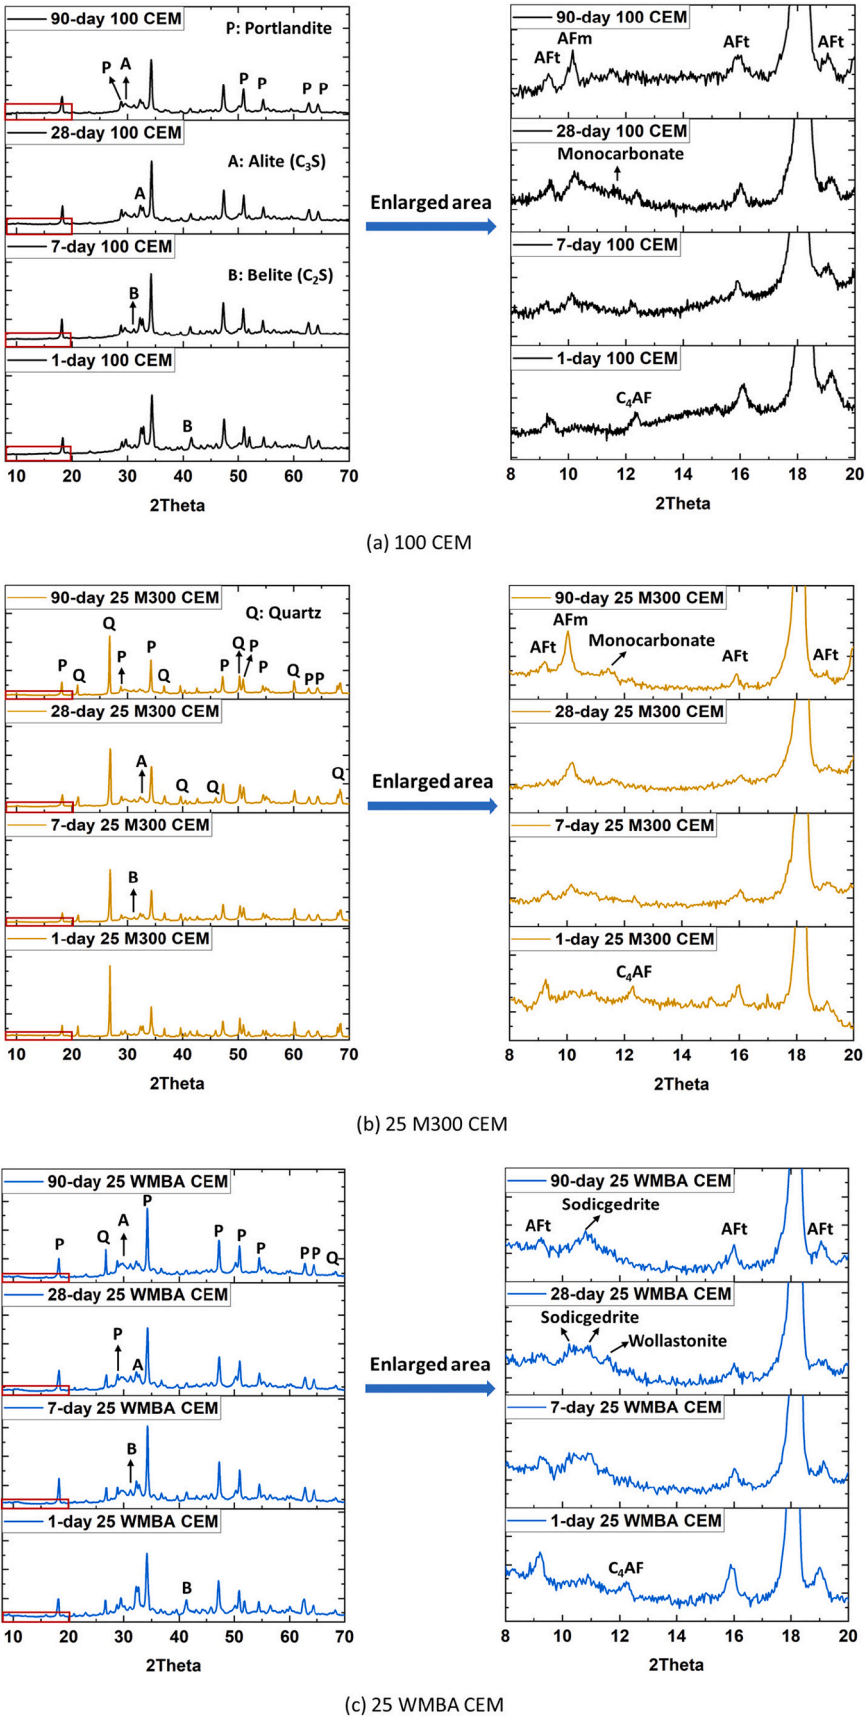 90-day 100 CEM
P: Portlandite
P A P P P P
28-day 100 CEM
A: Alite (C₃S)
A
7-day 100 CEM
B: Belite (C₂S)
B
1-day 100 CEM
B
10 20 30 40 50 60 70
2Theta
Enlarged area
90-day 100 CEM
AFt AFm AFt AFt
28-day 100 CEM
Monocarbonate
7-day 100 CEM
1-day 100 CEM
C₄AF
8 10 12 14 16 18 20
2Theta
(a) 100 CEM
90-day 25 M300 CEM
Q: Quartz
P Q Q P P Q P Q P P Q P P
28-day 25 M300 CEM
A Q Q Q
7-day 25 M300 CEM
B
1-day 25 M300 CEM
10 20 30 40 50 60 70
2Theta
Enlarged area
90-day 25 M300 CEM
AFt AFm Monocarbonate AFt AFt
28-day 25 M300 CEM
7-day 25 M300 CEM
1-day 25 M300 CEM
C₄AF
8 10 12 14 16 18 20
2Theta
(b) 25 M300 CEM
90-day 25 WMBA CEM
P Q A P P P P P P Q
28-day 25 WMBA CEM
P A
7-day 25 WMBA CEM
B
1-day 25 WMBA CEM
B
10 20 30 40 50 60 70
2Theta
Enlarged area
90-day 25 WMBA CEM
AFt Sodicgedrite AFt AFt
28-day 25 WMBA CEM
Sodicgedrite
Wollastonite
7-day 25 WMBA CEM
1-day 25 WMBA CEM
C₄AF
8 10 12 14 16 18 20
2Theta
(c) 25 WMBA CEM